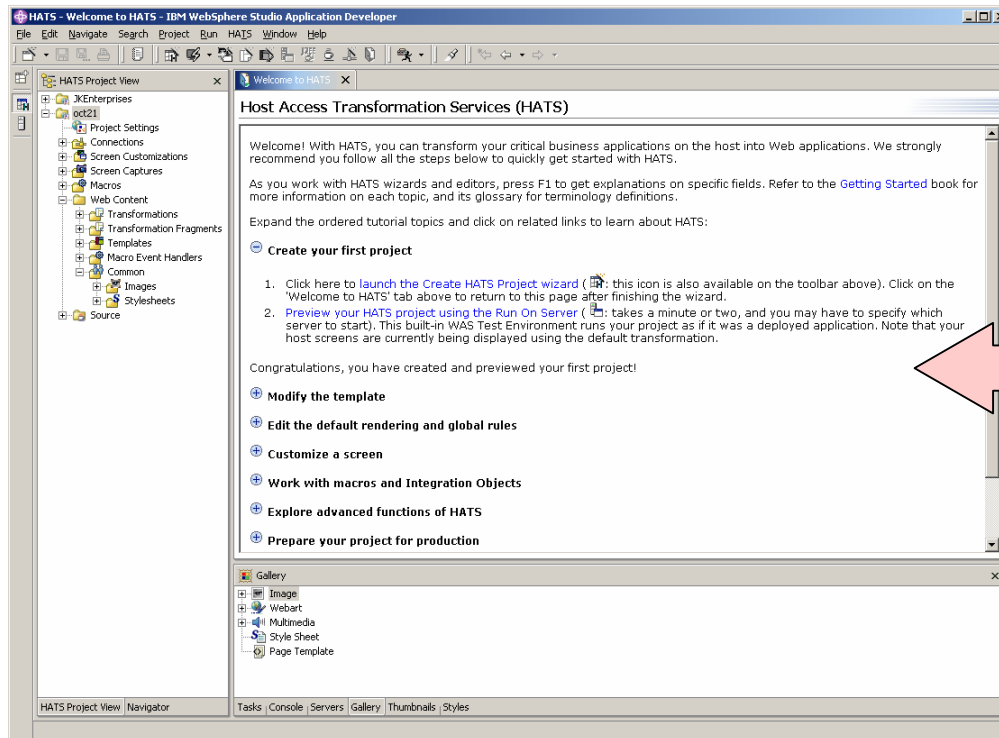 HATS - Welcome to HATS - IBM WebSphere Studio Application Developer
File Edit Navigate Search Project Run HATS Window Help
HATS Project View
Welcome to HATS
JKEnterprises
oct21
Project Settings
Connections
Screen Customizations
Screen Captures
Macros
Web Content
Transformations
Transformation Fragments
Templates
Macro Event Handlers
Common
Images
Stylesheets
Source
Host Access Transformation Services (HATS)
Welcome! With HATS, you can transform your critical business applications on the host into Web applications. We strongly
recommend you follow all the steps below to quickly get started with HATS.
As you work with HATS wizards and editors, press F1 to get explanations on specific fields. Refer to the Getting Started book for
more information on each topic, and its glossary for terminology definitions.
Expand the ordered tutorial topics and click on related links to learn about HATS:
Create your first project
1. Click here to launch the Create HATS Project wizard ( : this icon is also available on the toolbar above). Click on the
'Welcome to HATS' tab above to return to this page after finishing the wizard.
2. Preview your HATS project using the Run On Server ( : takes a minute or two, and you may have to specify which
server to start). This built-in WAS Test Environment runs your project as if it was a deployed application. Note that your
host screens are currently being displayed using the default transformation.
Congratulations, you have created and previewed your first project!
Modify the template
Edit the default rendering and global rules
Customize a screen
Work with macros and Integration Objects
Explore advanced functions of HATS
Prepare your project for production
Gallery
Image
Webart
Multimedia
Style Sheet
Page Template
HATS Project View Navigator
Tasks Console Servers Gallery Thumbnails Styles